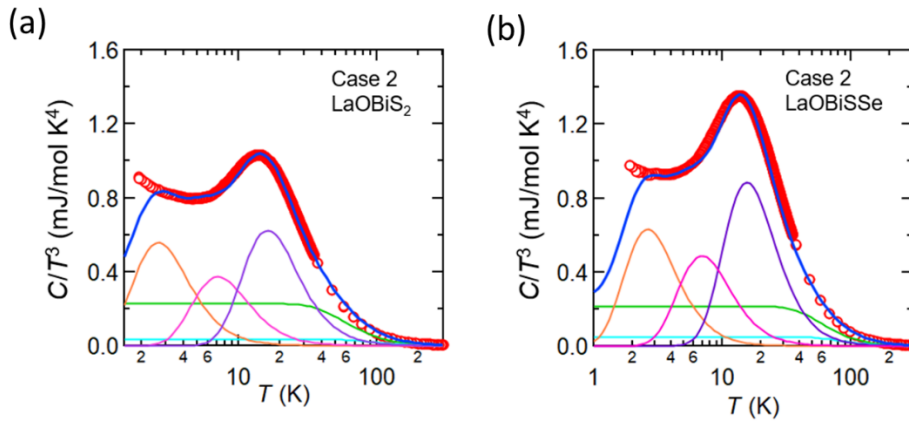 (a)
1.6
1.2
0.8
0.4
0.0
C/T³ (mJ/mol K⁴)
Case 2
LaOBiS₂
2 4 6 10 2 4 6 100 2
T (K)
(b)
1.6
1.2
0.8
0.4
0.0
C/T³ (mJ/mol K⁴)
Case 2
LaOBiSSe
1 2 4 6 10 2 4 6 100 2
T (K)